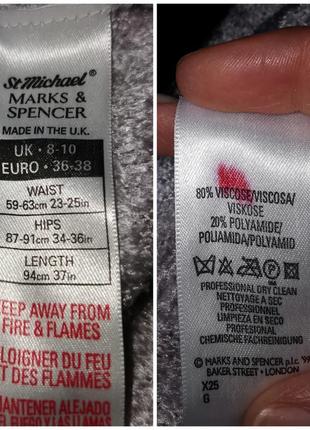 St Michael®
MARKS &
SPENCER
MADE IN THE U.K.
UK • 8-10
EURO • 36-38
WAIST
59-63cm 23-25in
HIPS
87-91cm 34-36in
LENGTH
94cm 37in
KEEP AWAY FROM
FIRE & FLAMES
ELOIGNER DU FEU
ET DES FLAMMES
MANTENER ALEJADO
80% VISCOSE/VISCOSA/
VISKOSE
20% POLYAMIDE/
POLIAMIDA/POLYAMID
PROFESSIONAL DRY CLEAN
NETTOYAGE A SEC
PROFESSIONNEL
LIMPIEZA EN SECO
PROFESIONAL
CHEMISCHE FACHREINIGUNG
© MARKS AND SPENCER p.l.c.
BAKER STREET • LONDON
X25
G